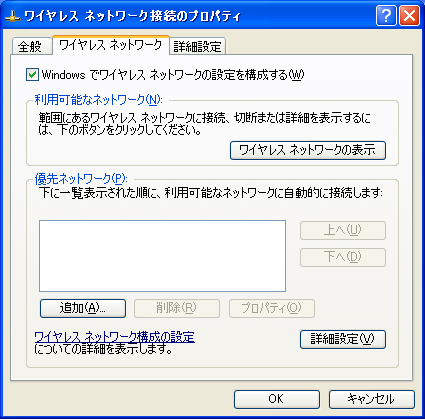 ワイヤレス ネットワーク接続のプロパティ
全般 ワイヤレス ネットワーク 詳細設定
Windows でワイヤレス ネットワークの設定を構成する(W)
利用可能なネットワーク(N):
範囲にあるワイヤレス ネットワークに接続、切断または詳細を表示するに
は、下のボタンをクリックしてください。
ワイヤレス ネットワークの表示
優先ネットワーク(P):
下に一覧表示された順に、利用可能なネットワークに自動的に接続します:
上へ(U)
下へ(D)
追加(A)... 削除(R) プロパティ(O)
ワイヤレス ネットワーク構成の設定
についての詳細を表示します。
詳細設定(V)
OK キャンセル